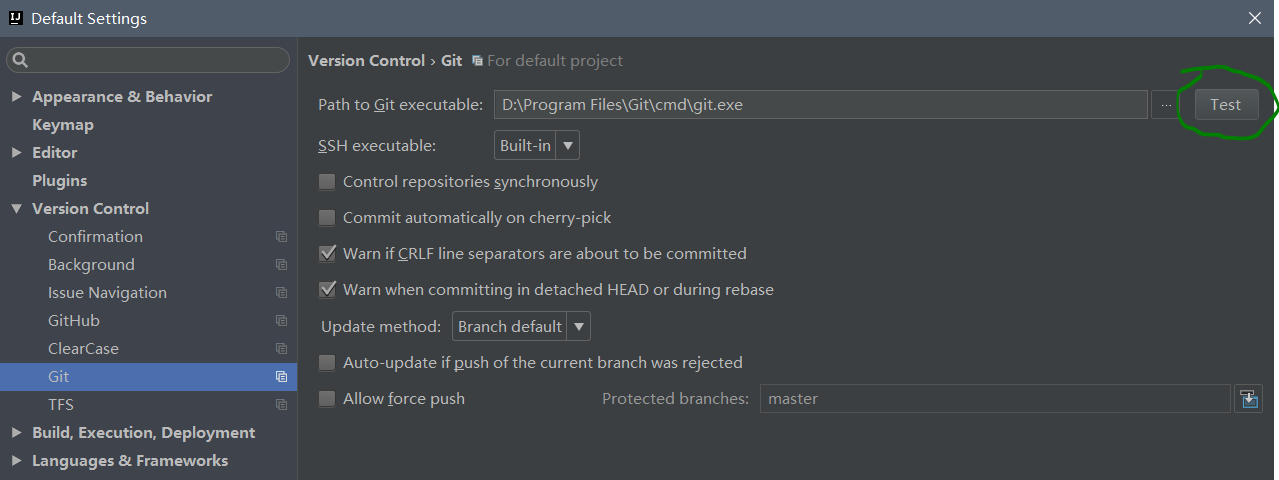 IJ Default Settings
Appearance & Behavior
Keymap
Editor
Plugins
Version Control
Confirmation
Background
Issue Navigation
GitHub
ClearCase
Git
TFS
Build, Execution, Deployment
Languages & Frameworks
Version Control › Git For default project
Path to Git executable: D:\Program Files\Git\cmd\git.exe ... Test
SSH executable: Built-in
Control repositories synchronously
Commit automatically on cherry-pick
Warn if CRLF line separators are about to be committed
Warn when committing in detached HEAD or during rebase
Update method: Branch default
Auto-update if push of the current branch was rejected
Allow force push Protected branches: master